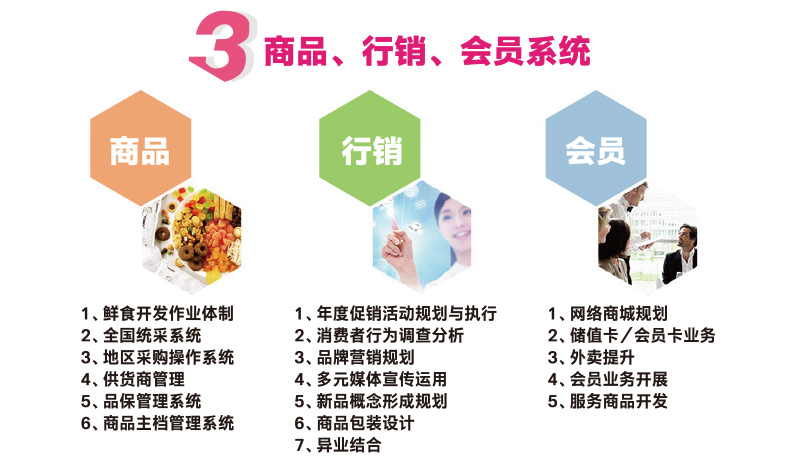 3 商品、行销、会员系统
商品
行销
会员
1、鲜食开发作业体制
2、全国统采系统
3、地区采购操作系统
4、供货商管理
5、品保管理系统
6、商品主档管理系统
1、年度促销活动规划与执行
2、消费者行为调查分析
3、品牌营销规划
4、多元媒体宣传运用
5、新品概念形成规划
6、商品包装设计
7、异业结合
1、网络商城规划
2、储值卡／会员卡业务
3、外卖提升
4、会员业务开展
5、服务商品开发